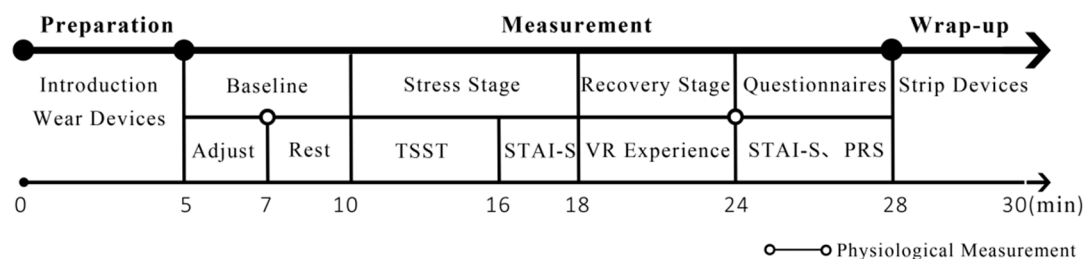 Preparation Measurement Wrap-up
Introduction
Wear Devices
Baseline Stress Stage Recovery Stage Questionnaires Strip Devices
Adjust Rest TSST STAI-S VR Experience STAI-S、PRS
0 5 7 10 16 18 24 28 30(min)
Physiological Measurement